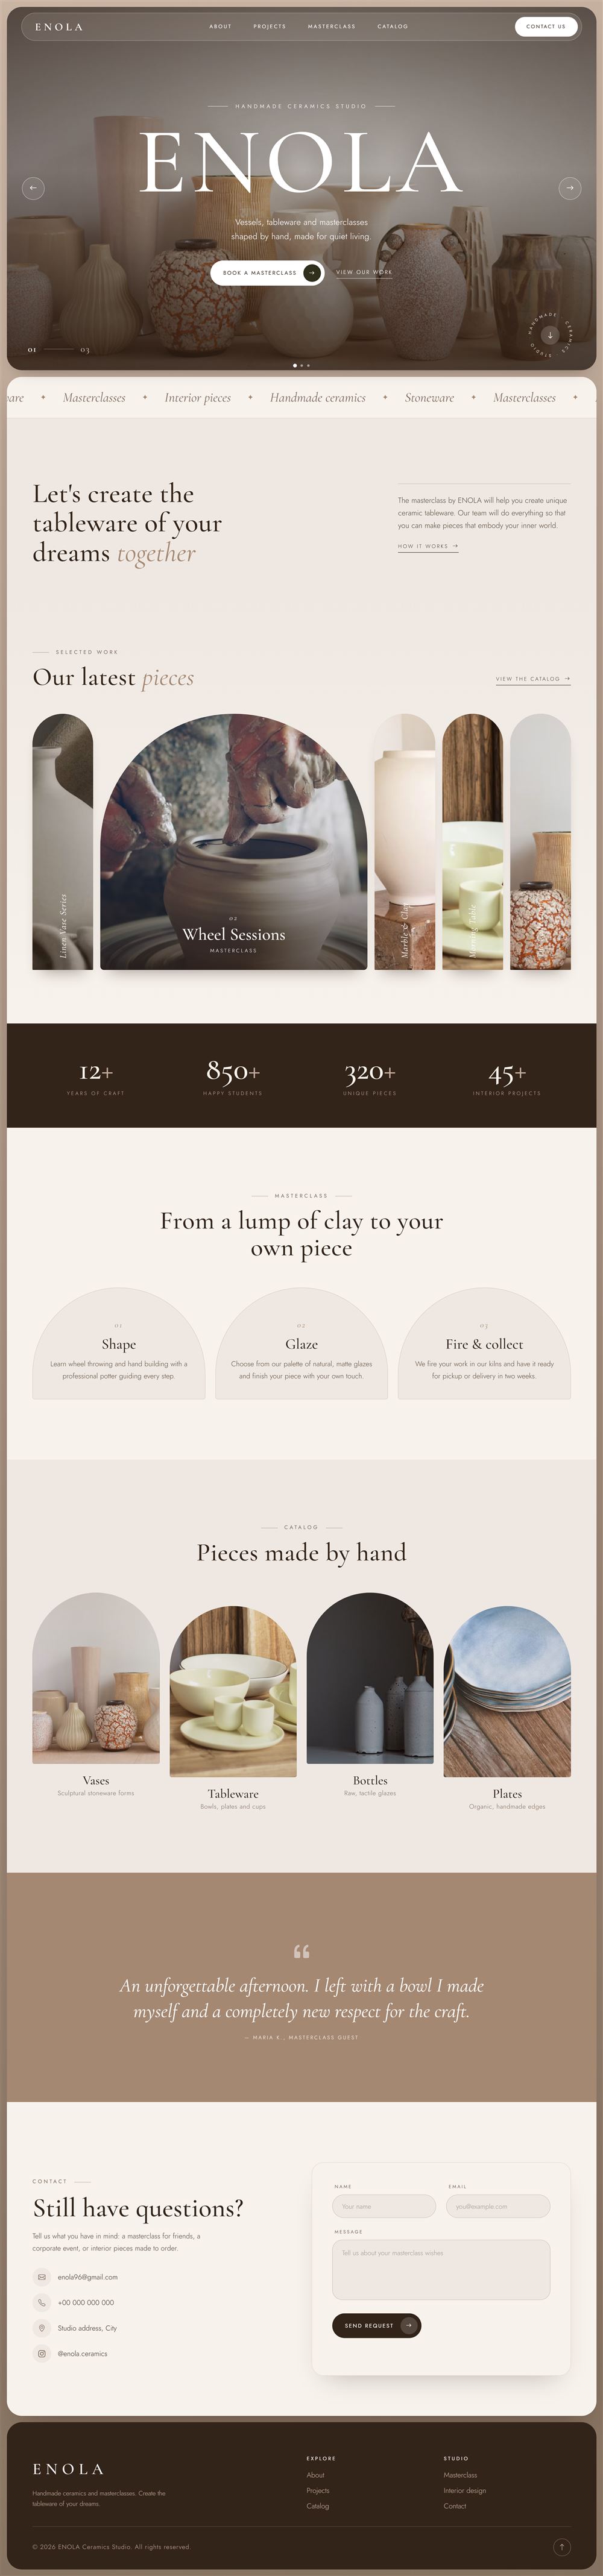 ENOLA
ABOUT PROJECTS MASTERCLASS CATALOG
CONTACT US
HANDMADE CERAMICS STUDIO
ENOLA
Vessels, tableware and masterclasses
shaped by hand, made for quiet living.
BOOK A MASTERCLASS →
VIEW OUR WORK
HANDMADE CERAMICS STUDIO
01 03
Masterclasses ✦ Interior pieces ✦ Handmade ceramics ✦ Stoneware ✦ Masterclasses ✦
Let's create the
tableware of your
dreams together
The masterclass by ENOLA will help you create unique
ceramic tableware. Our team will do everything so that
you can make pieces that embody your inner world.
HOW IT WORKS →
SELECTED WORK
Our latest pieces
VIEW THE CATALOG →
Linen Vase Series
02
Wheel Sessions
MASTERCLASS
Marble & Clay
12+
YEARS OF CRAFT
850+
HAPPY STUDENTS
320+
UNIQUE PIECES
45+
INTERIOR PROJECTS
MASTERCLASS
From a lump of clay to your
own piece
01
Shape
Learn wheel throwing and hand building with a
professional potter guiding every step.
02
Glaze
Choose from our palette of natural, matte glazes
and finish your piece with your own touch.
03
Fire & collect
We fire your work in our kilns and have it ready
for pickup or delivery in two weeks.
CATALOG
Pieces made by hand
Vases
Sculptural stoneware forms
Tableware
Bowls, plates and cups
Bottles
Raw, tactile glazes
Plates
Organic, handmade edges
“
An unforgettable afternoon. I left with a bowl I made
myself and a completely new respect for the craft.
— MARIA K., MASTERCLASS GUEST
CONTACT
Still have questions?
Tell us what you have in mind: a masterclass for friends, a
corporate event, or interior pieces made to order.
enola96@gmail.com
+00 000 000 000
Studio address, City
@enola.ceramics
NAME
Your name
EMAIL
you@example.com
MESSAGE
Tell us about your masterclass wishes
SEND REQUEST →
ENOLA
Handmade ceramics and masterclasses. Create the
tableware of your dreams.
EXPLORE
About
Projects
Catalog
STUDIO
Masterclass
Interior design
Contact
© 2026 ENOLA Ceramics Studio. All rights reserved.